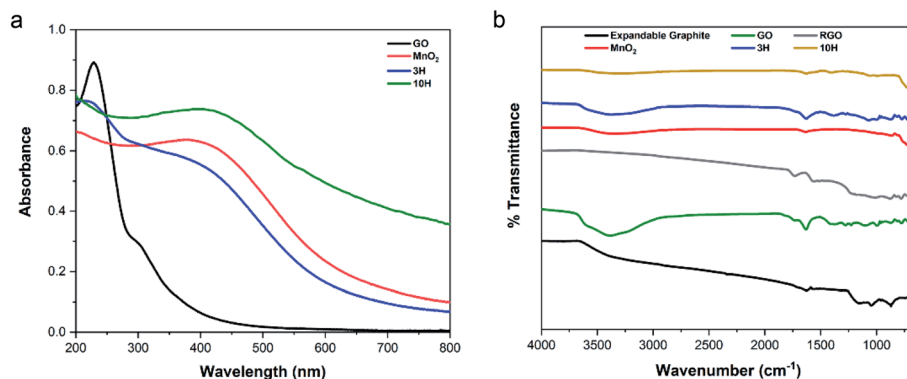 a
1.0
0.8
0.6
0.4
0.2
0.0
Absorbance
200 300 400 500 600 700 800
Wavelength (nm)
GO
MnO₂
3H
10H
b
Expandable Graphite GO RGO
MnO₂ 3H 10H
% Transmittance
4000 3500 3000 2500 2000 1500 1000
Wavenumber (cm⁻¹)